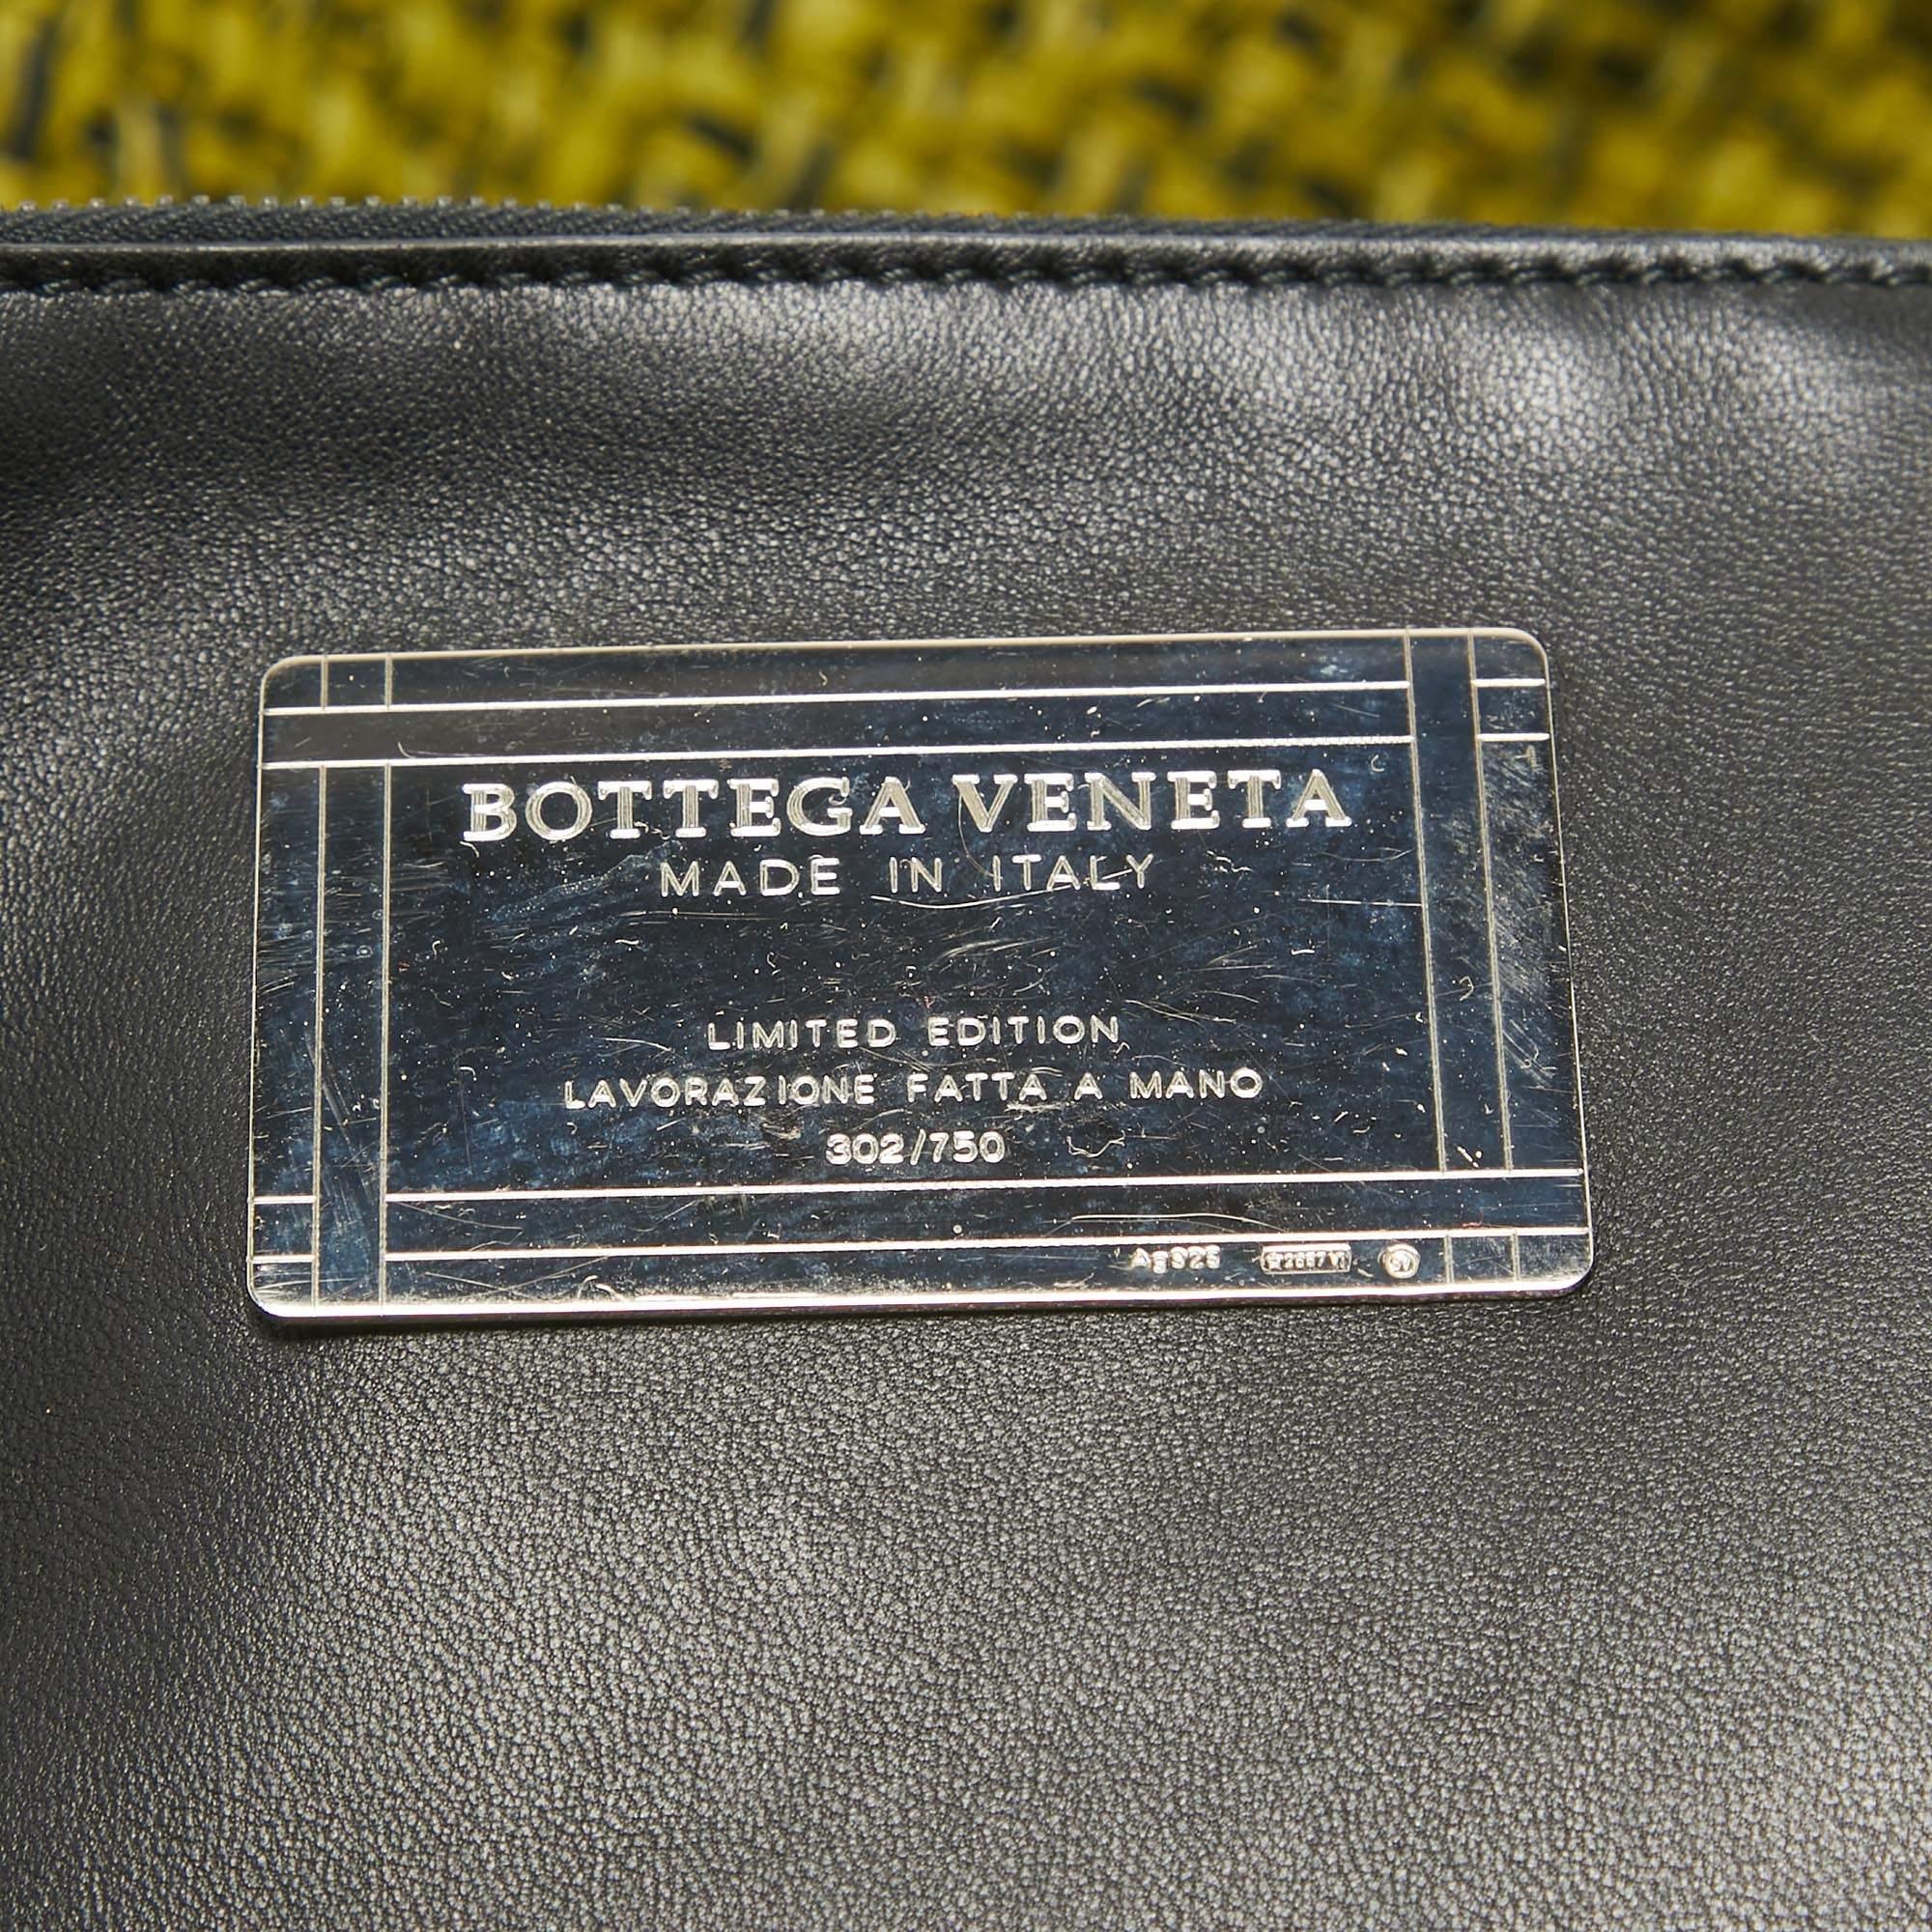 BOTTEGA VENETA
MADE IN ITALY
LIMITED EDITION
LAVORAZIONE FATTA A MANO
302/750
Ag925